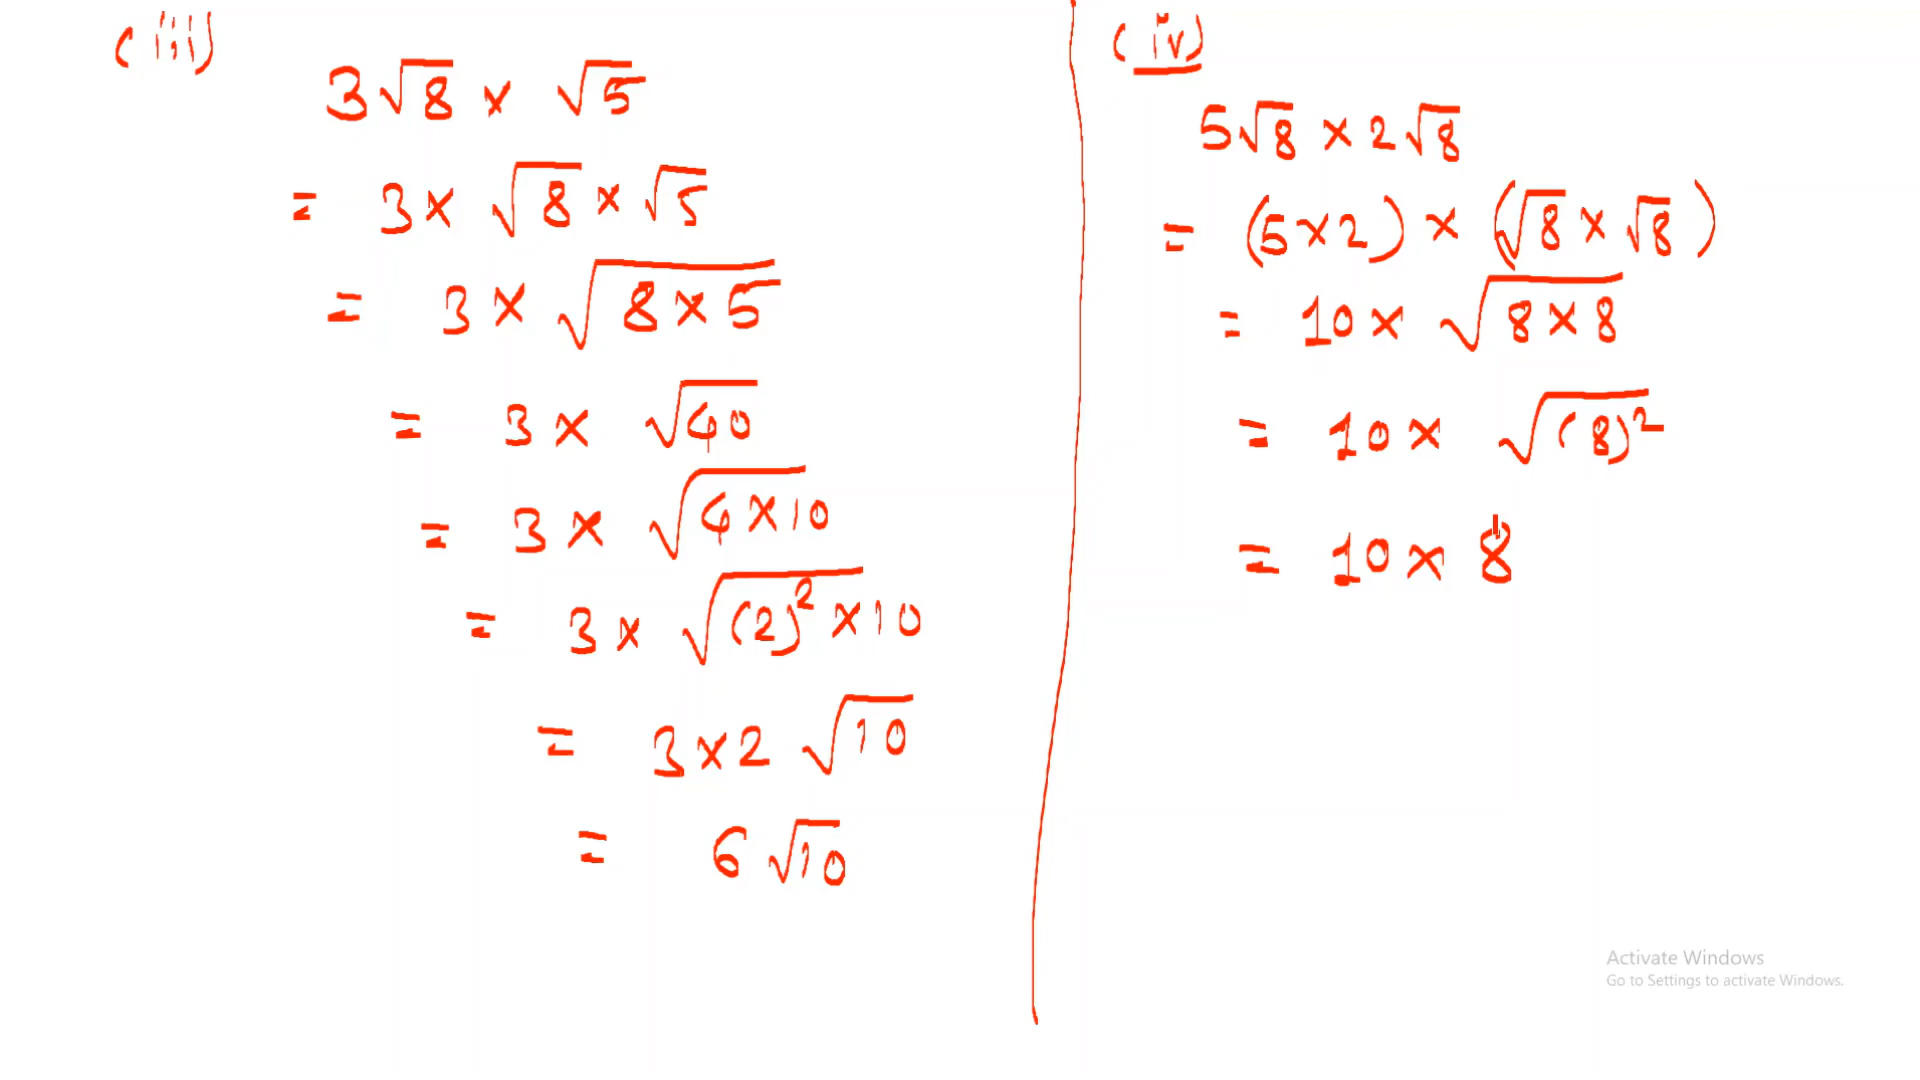 (iii)
3√8 × √5
= 3 × √8 × √5
= 3 × √(8 × 5)
= 3 × √40
= 3 × √(4 × 10)
= 3 × √((2)² × 10)
= 3 × 2 √10
= 6 √10
(iv)
5√8 × 2√8
= (5 × 2) × (√8 × √8)
= 10 × √(8 × 8)
= 10 × √(8)²
= 10 × 8
Activate Windows
Go to Settings to activate Windows.